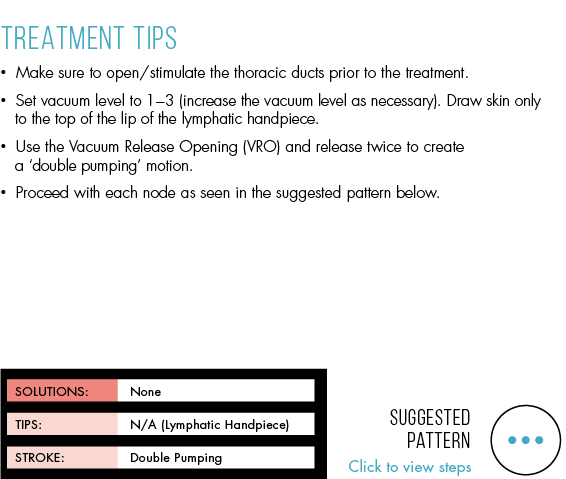 TREATMENT TIPS
• Make sure to open/stimulate the thoracic ducts prior to the treatment.
• Set vacuum level to 1–3 (increase the vacuum level as necessary). Draw skin only
to the top of the lip of the lymphatic handpiece.
• Use the Vacuum Release Opening (VRO) and release twice to create
a ‘double pumping’ motion.
• Proceed with each node as seen in the suggested pattern below.
SOLUTIONS: None
TIPS: N/A (Lymphatic Handpiece)
STROKE: Double Pumping
SUGGESTED
PATTERN
Click to view steps